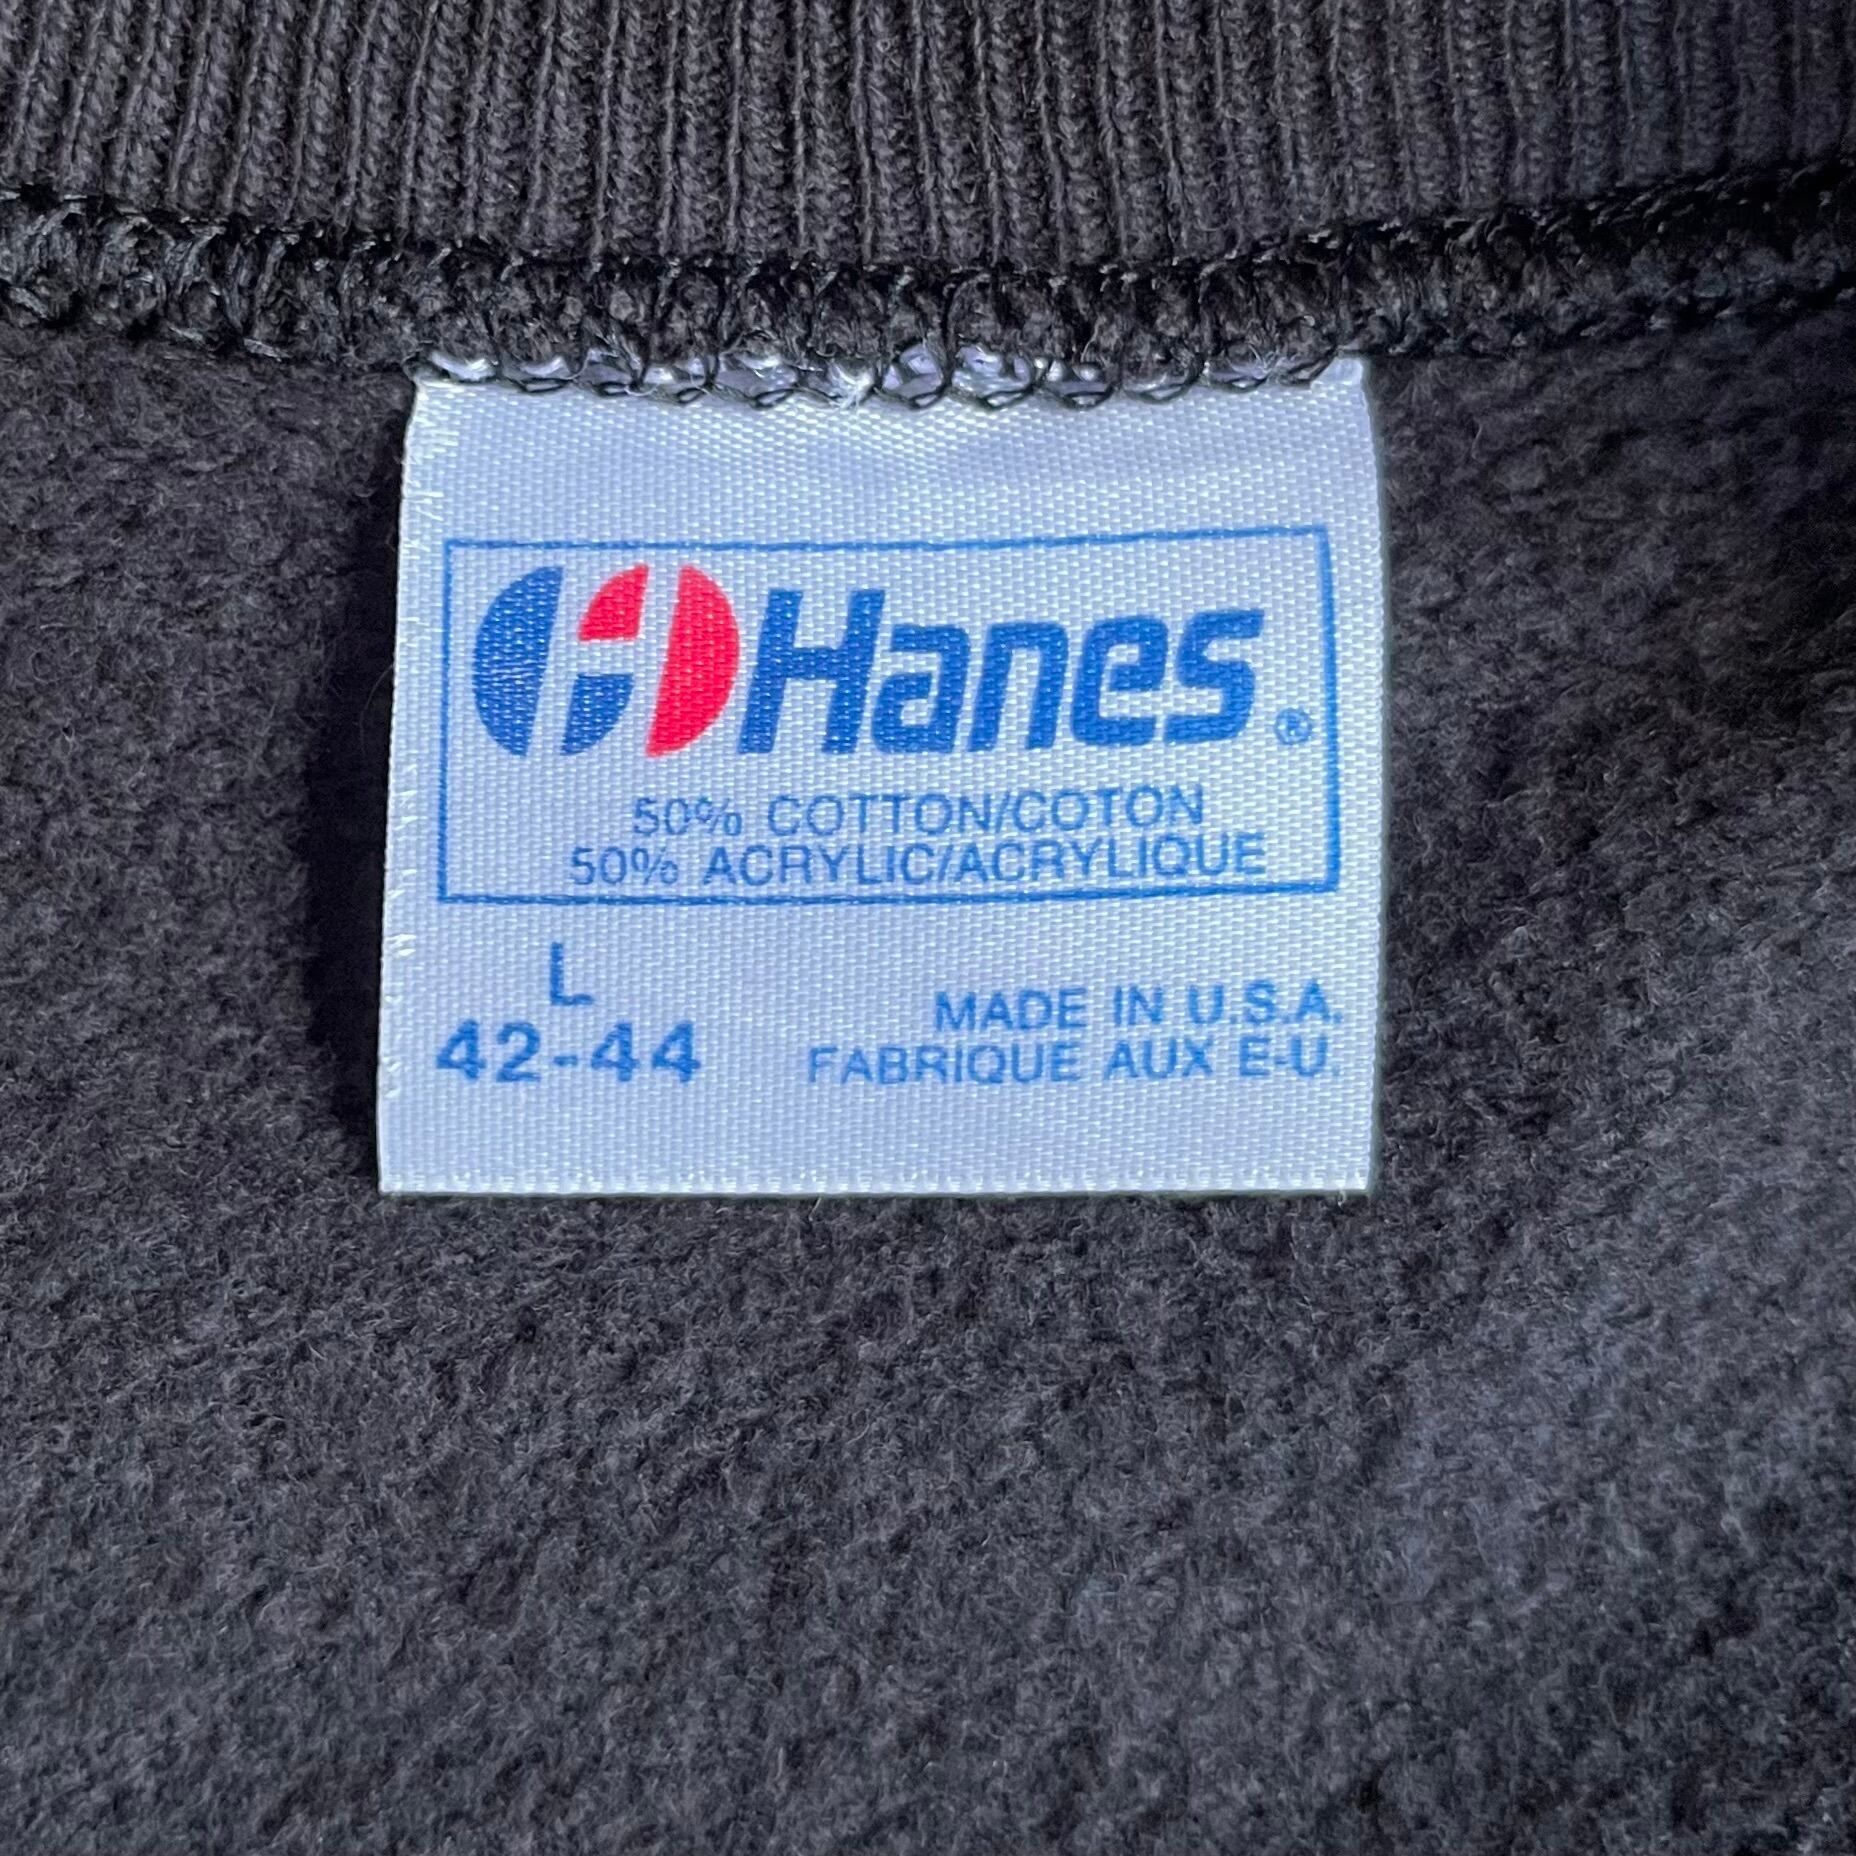 Hanes®
50% COTTON/COTON
50% ACRYLIC/ACRYLIQUE
L
42-44
MADE IN U.S.A.
FABRIQUE AUX E-U.